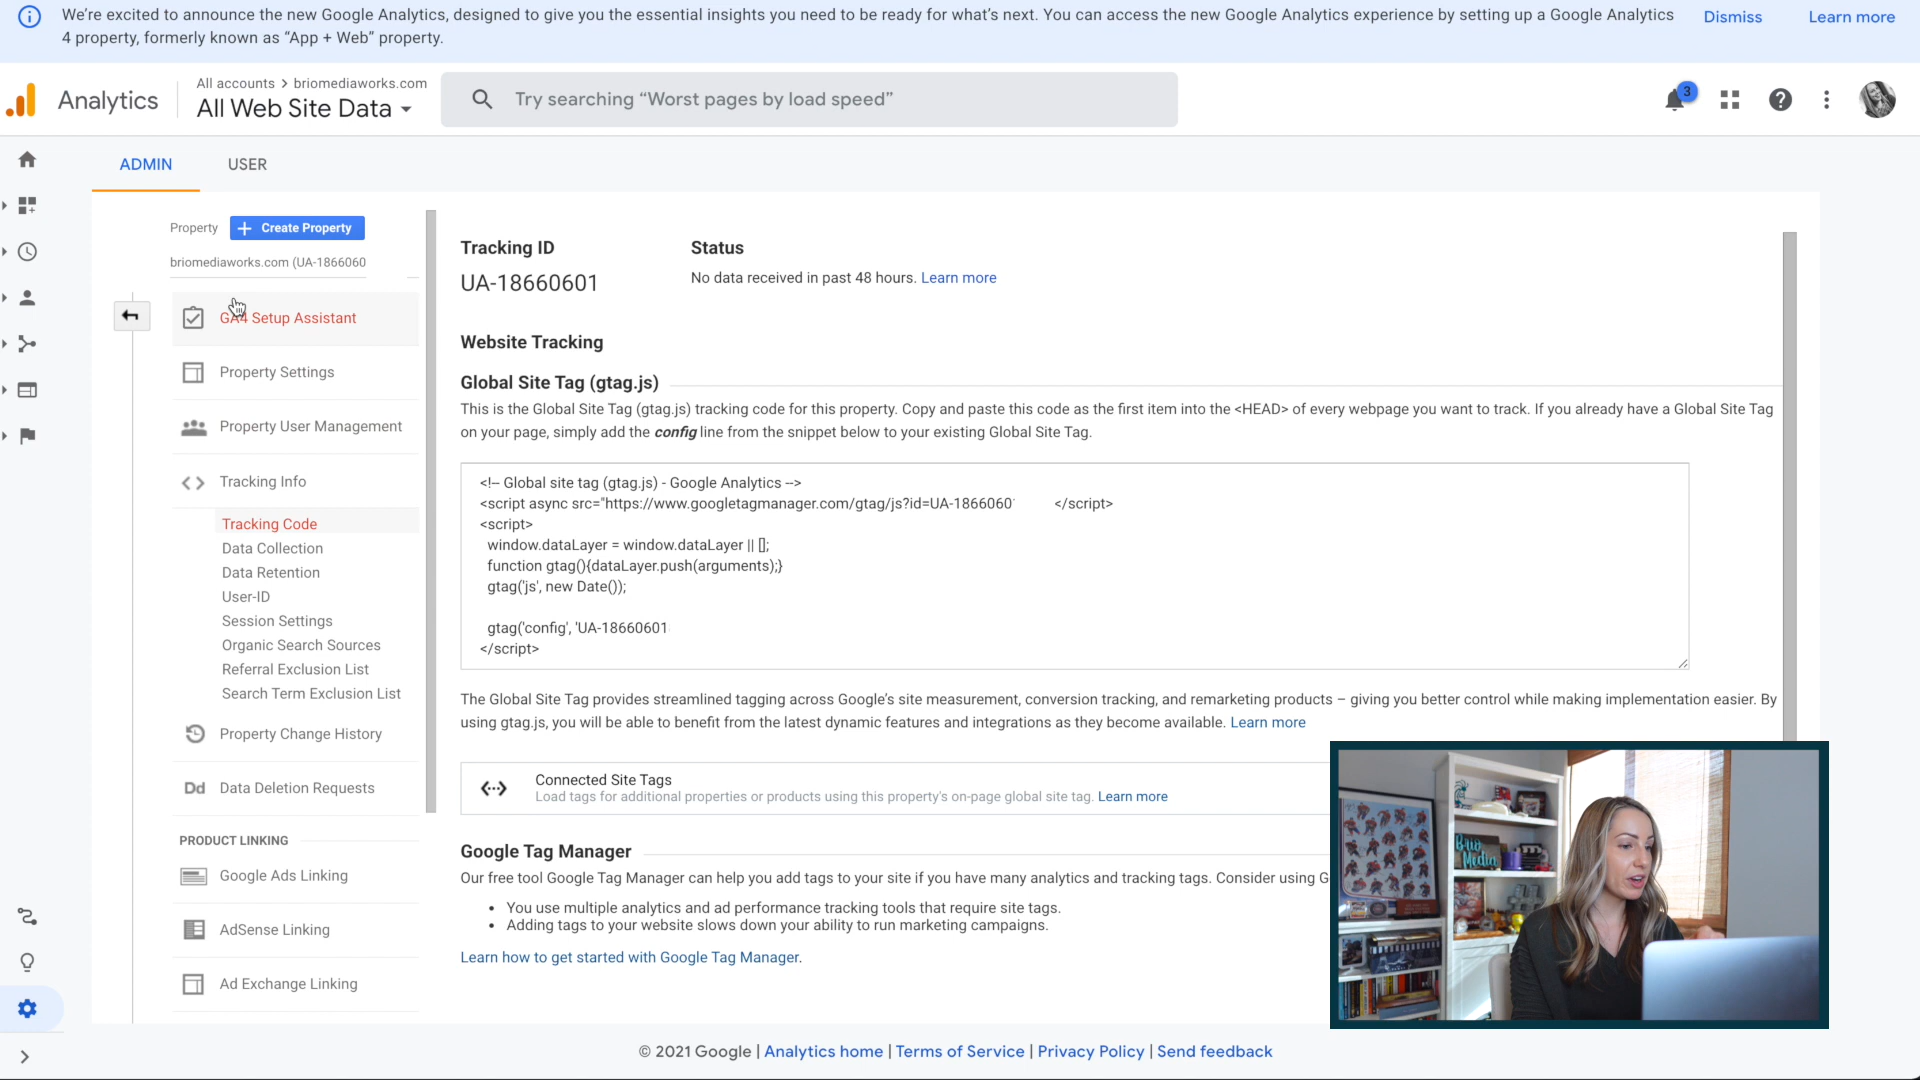 We're excited to announce the new Google Analytics, designed to give you the essential insights you need to be ready for what's next. You can access the new Google Analytics experience by setting up a Google Analytics
4 property, formerly known as “App + Web” property.
Dismiss
Learn more
Analytics
All accounts > briomediaworks.com
All Web Site Data
Try searching “Worst pages by load speed”
3
ADMIN
USER
Property
+ Create Property
briomediaworks.com (UA-1866060
GA4 Setup Assistant
Property Settings
Property User Management
<> Tracking Info
Tracking Code
Data Collection
Data Retention
User-ID
Session Settings
Organic Search Sources
Referral Exclusion List
Search Term Exclusion List
Property Change History
Dd Data Deletion Requests
PRODUCT LINKING
Google Ads Linking
AdSense Linking
Ad Exchange Linking
Tracking ID
UA-18660601
Status
No data received in past 48 hours. Learn more
Website Tracking
Global Site Tag (gtag.js)
This is the Global Site Tag (gtag.js) tracking code for this property. Copy and paste this code as the first item into the <HEAD> of every webpage you want to track. If you already have a Global Site Tag
on your page, simply add the config line from the snippet below to your existing Global Site Tag.
<!-- Global site tag (gtag.js) - Google Analytics -->
<script async src="https://www.googletagmanager.com/gtag/js?id=UA-1866060 </script>
<script>
window.dataLayer = window.dataLayer || [];
function gtag(){dataLayer.push(arguments);}
gtag('js', new Date());
gtag('config', 'UA-18660601
</script>
The Global Site Tag provides streamlined tagging across Google's site measurement, conversion tracking, and remarketing products – giving you better control while making implementation easier. By
using gtag.js, you will be able to benefit from the latest dynamic features and integrations as they become available. Learn more
Connected Site Tags
Load tags for additional properties or products using this property's on-page global site tag. Learn more
Google Tag Manager
Our free tool Google Tag Manager can help you add tags to your site if you have many analytics and tracking tags. Consider using G
• You use multiple analytics and ad performance tracking tools that require site tags.
• Adding tags to your website slows down your ability to run marketing campaigns.
Learn how to get started with Google Tag Manager.
Brio
Media
© 2021 Google | Analytics home | Terms of Service | Privacy Policy | Send feedback